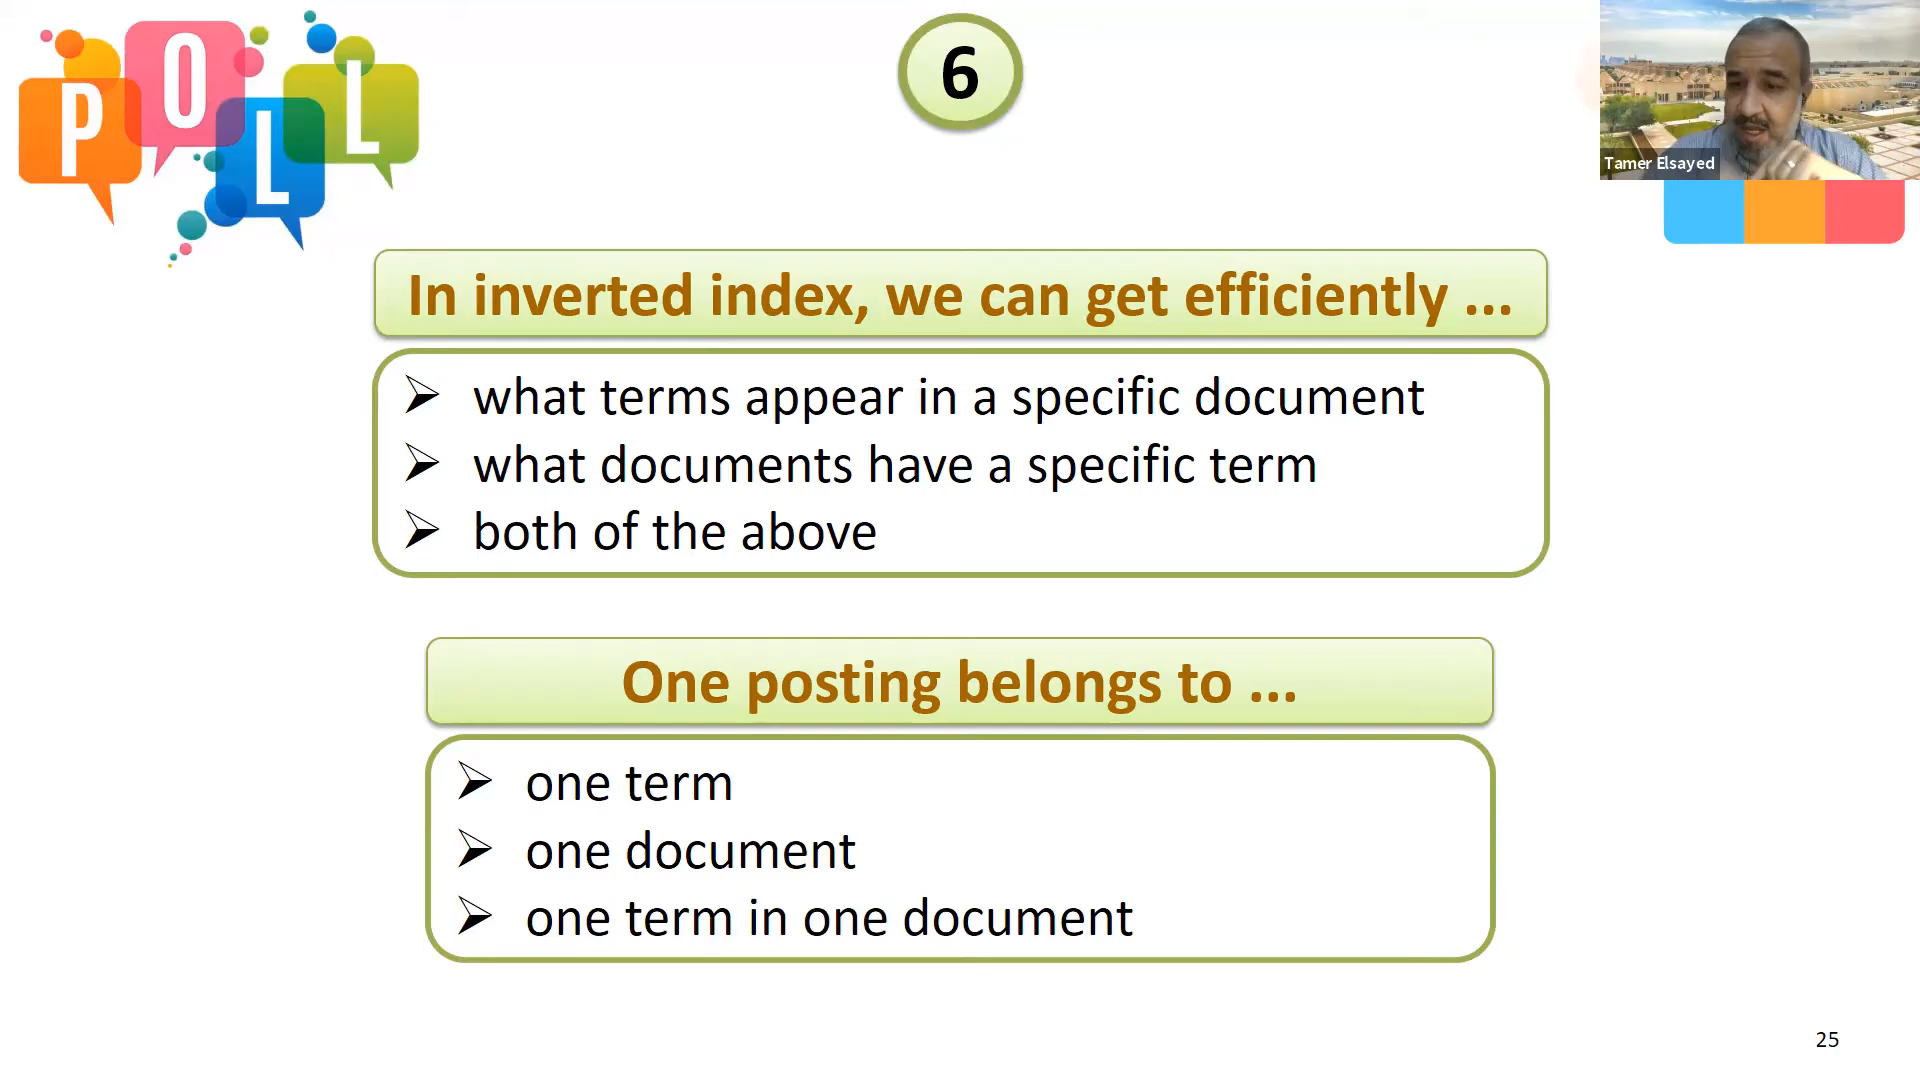 POLL
6
Tamer Elsayed
In inverted index, we can get efficiently ...
➢ what terms appear in a specific document
➢ what documents have a specific term
➢ both of the above
One posting belongs to ...
➢ one term
➢ one document
➢ one term in one document
25